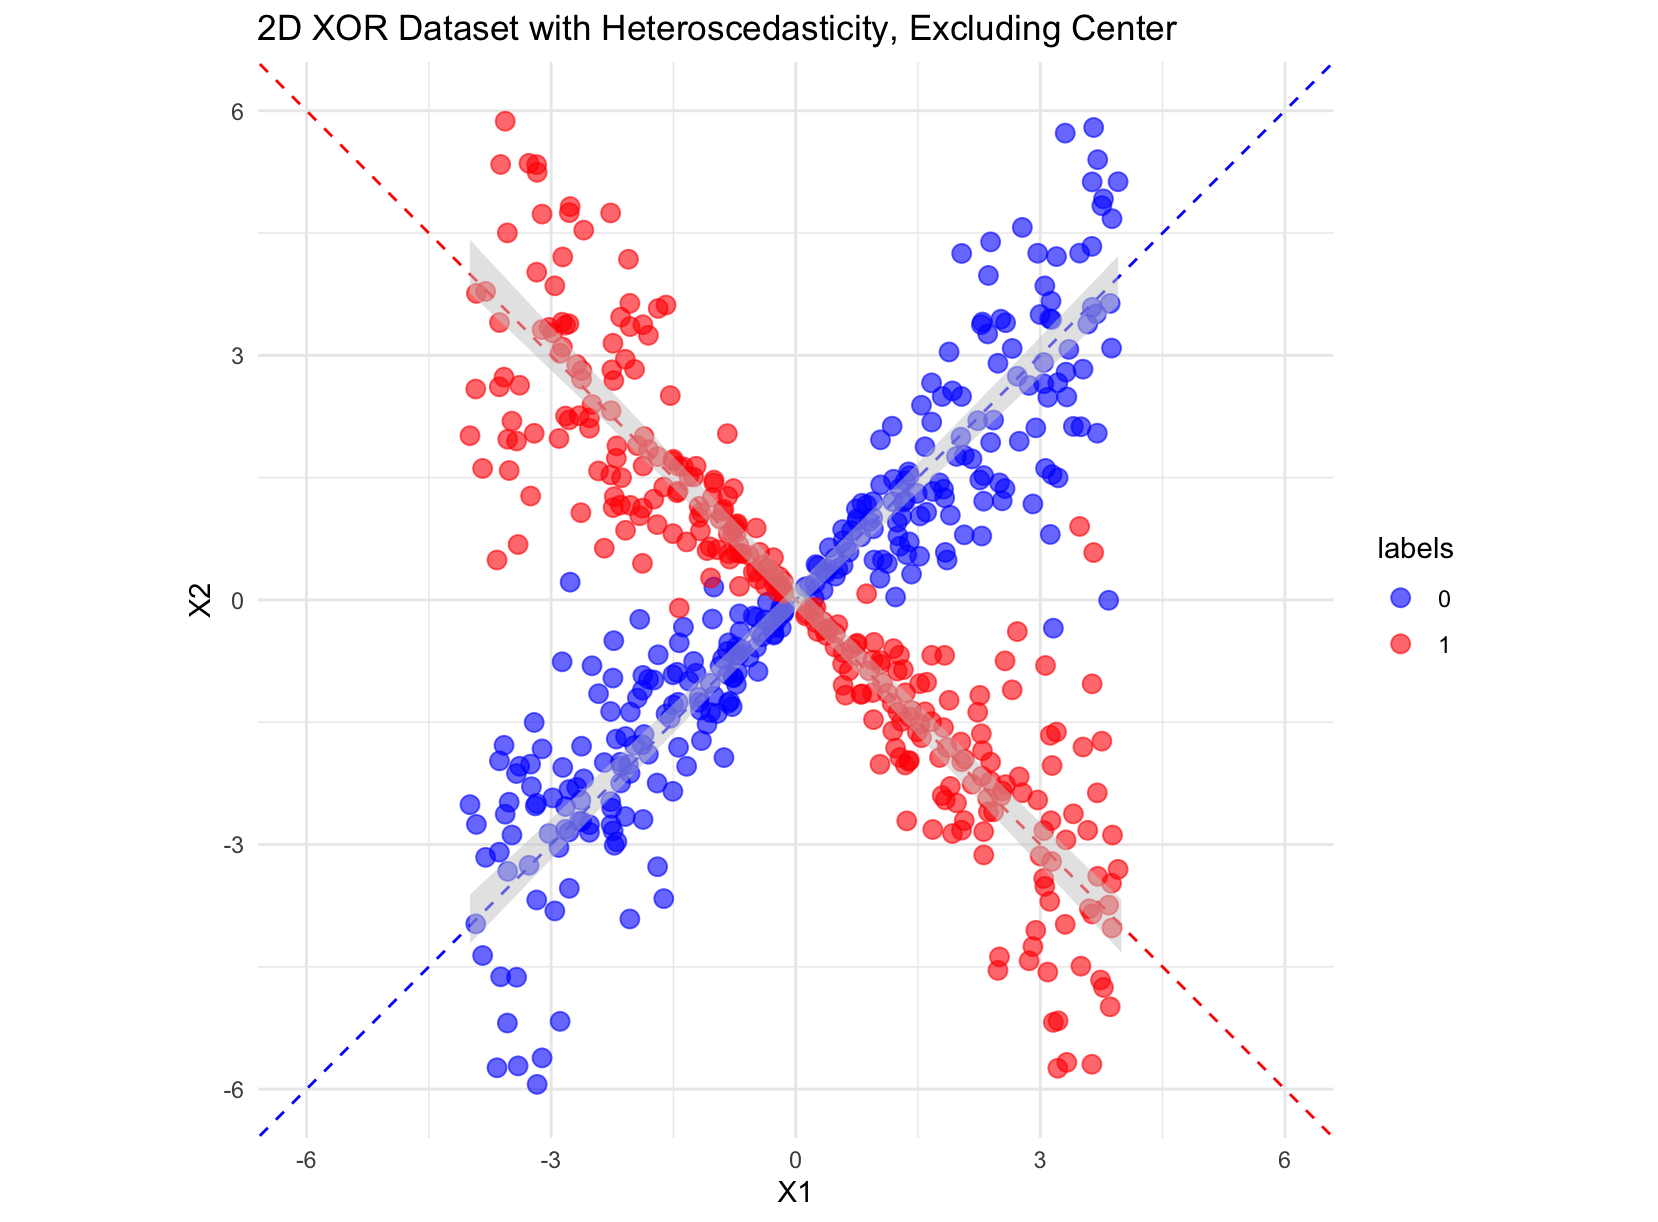 2D XOR Dataset with Heteroscedasticity, Excluding Center
6
3
0
-3
-6
X2
-6 -3 0 3 6
X1
labels
0
1